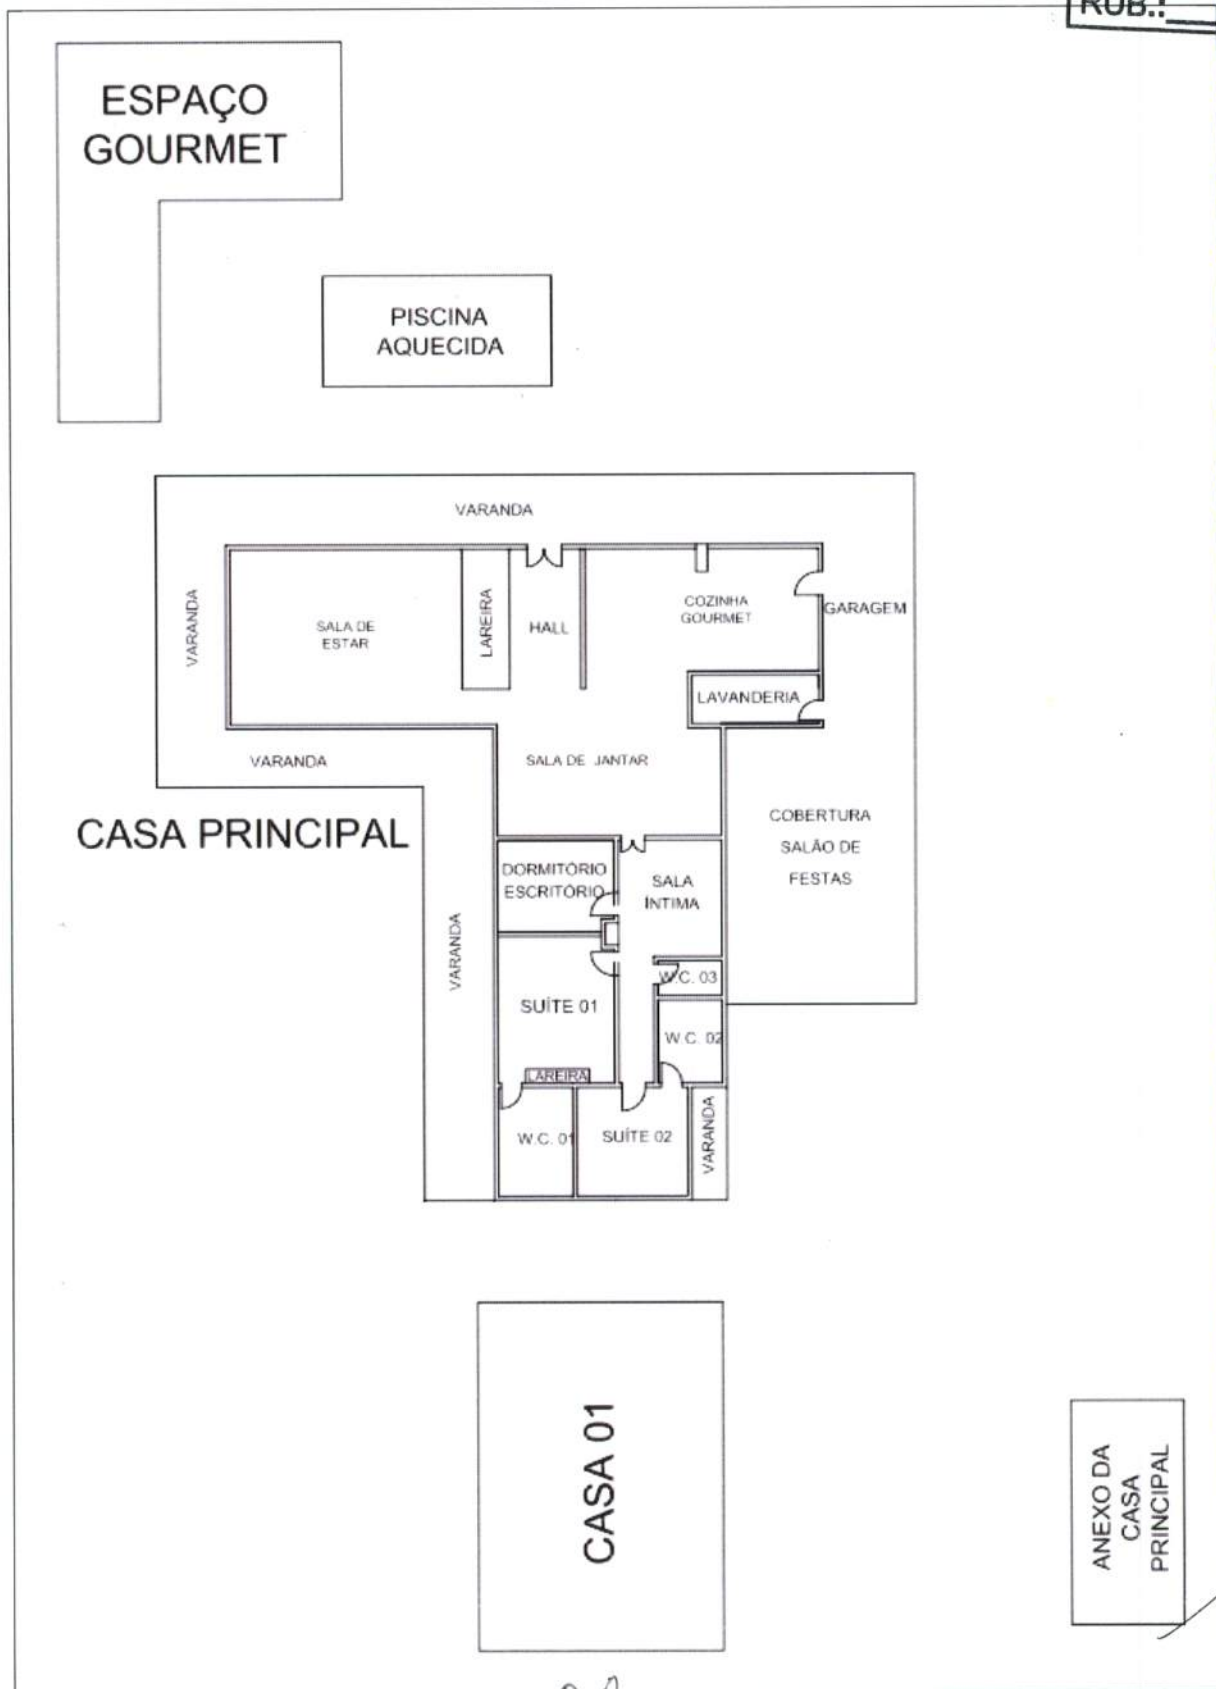 RUB.:
ESPAÇO
GOURMET
PISCINA
AQUECIDA
VARANDA
VARANDA
SALA DE
ESTAR
LAREIRA
HALL
COZINHA
GOURMET
GARAGEM
LAVANDERIA
VARANDA
SALA DE JANTAR
CASA PRINCIPAL
COBERTURA
SALÃO DE
FESTAS
DORMITÓRIO
ESCRITÓRIO
SALA
ÍNTIMA
VARANDA
SUÍTE 01
W.C. 03
W.C. 02
LAREIRA
W.C. 01
SUÍTE 02
VARANDA
CASA 01
ANEXO DA
CASA
PRINCIPAL